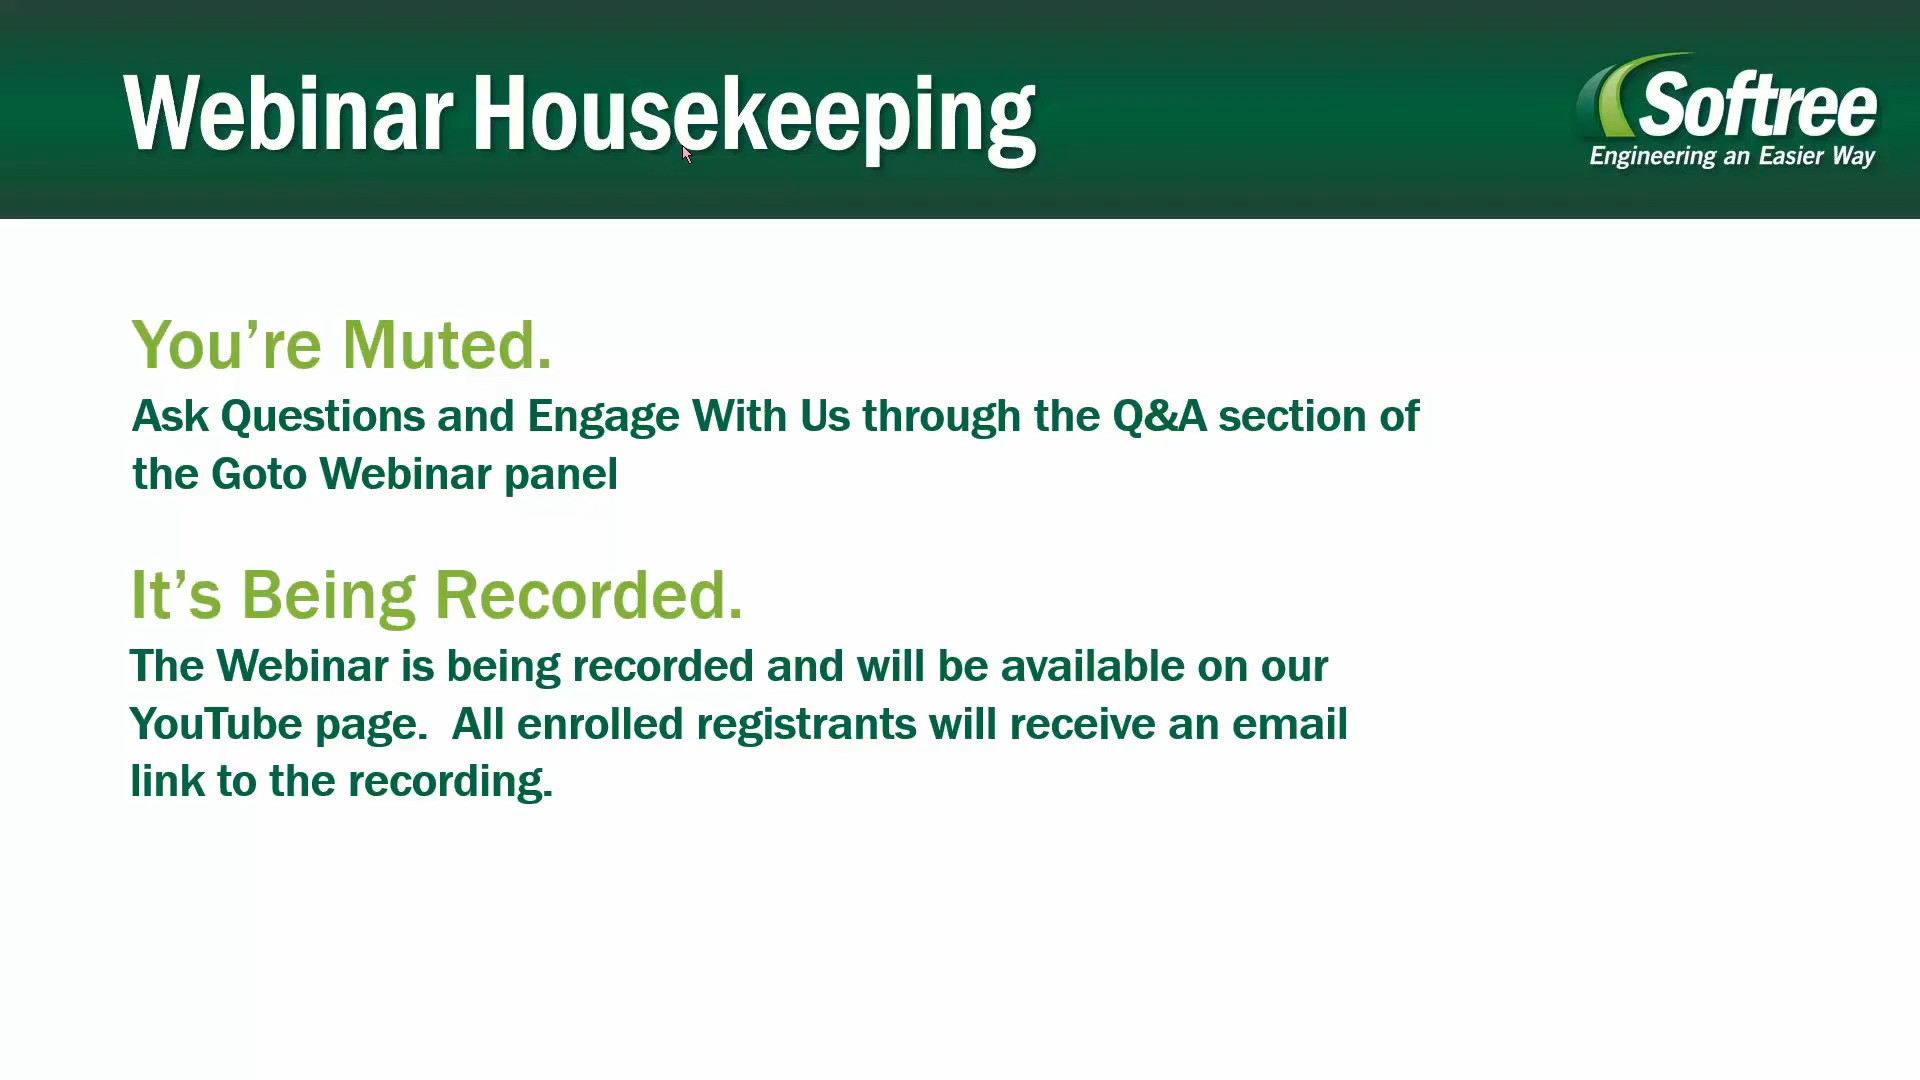 Webinar Housekeeping
Softree
Engineering an Easier Way
You’re Muted.
Ask Questions and Engage With Us through the Q&A section of
the Goto Webinar panel
It’s Being Recorded.
The Webinar is being recorded and will be available on our
YouTube page.  All enrolled registrants will receive an email
link to the recording.